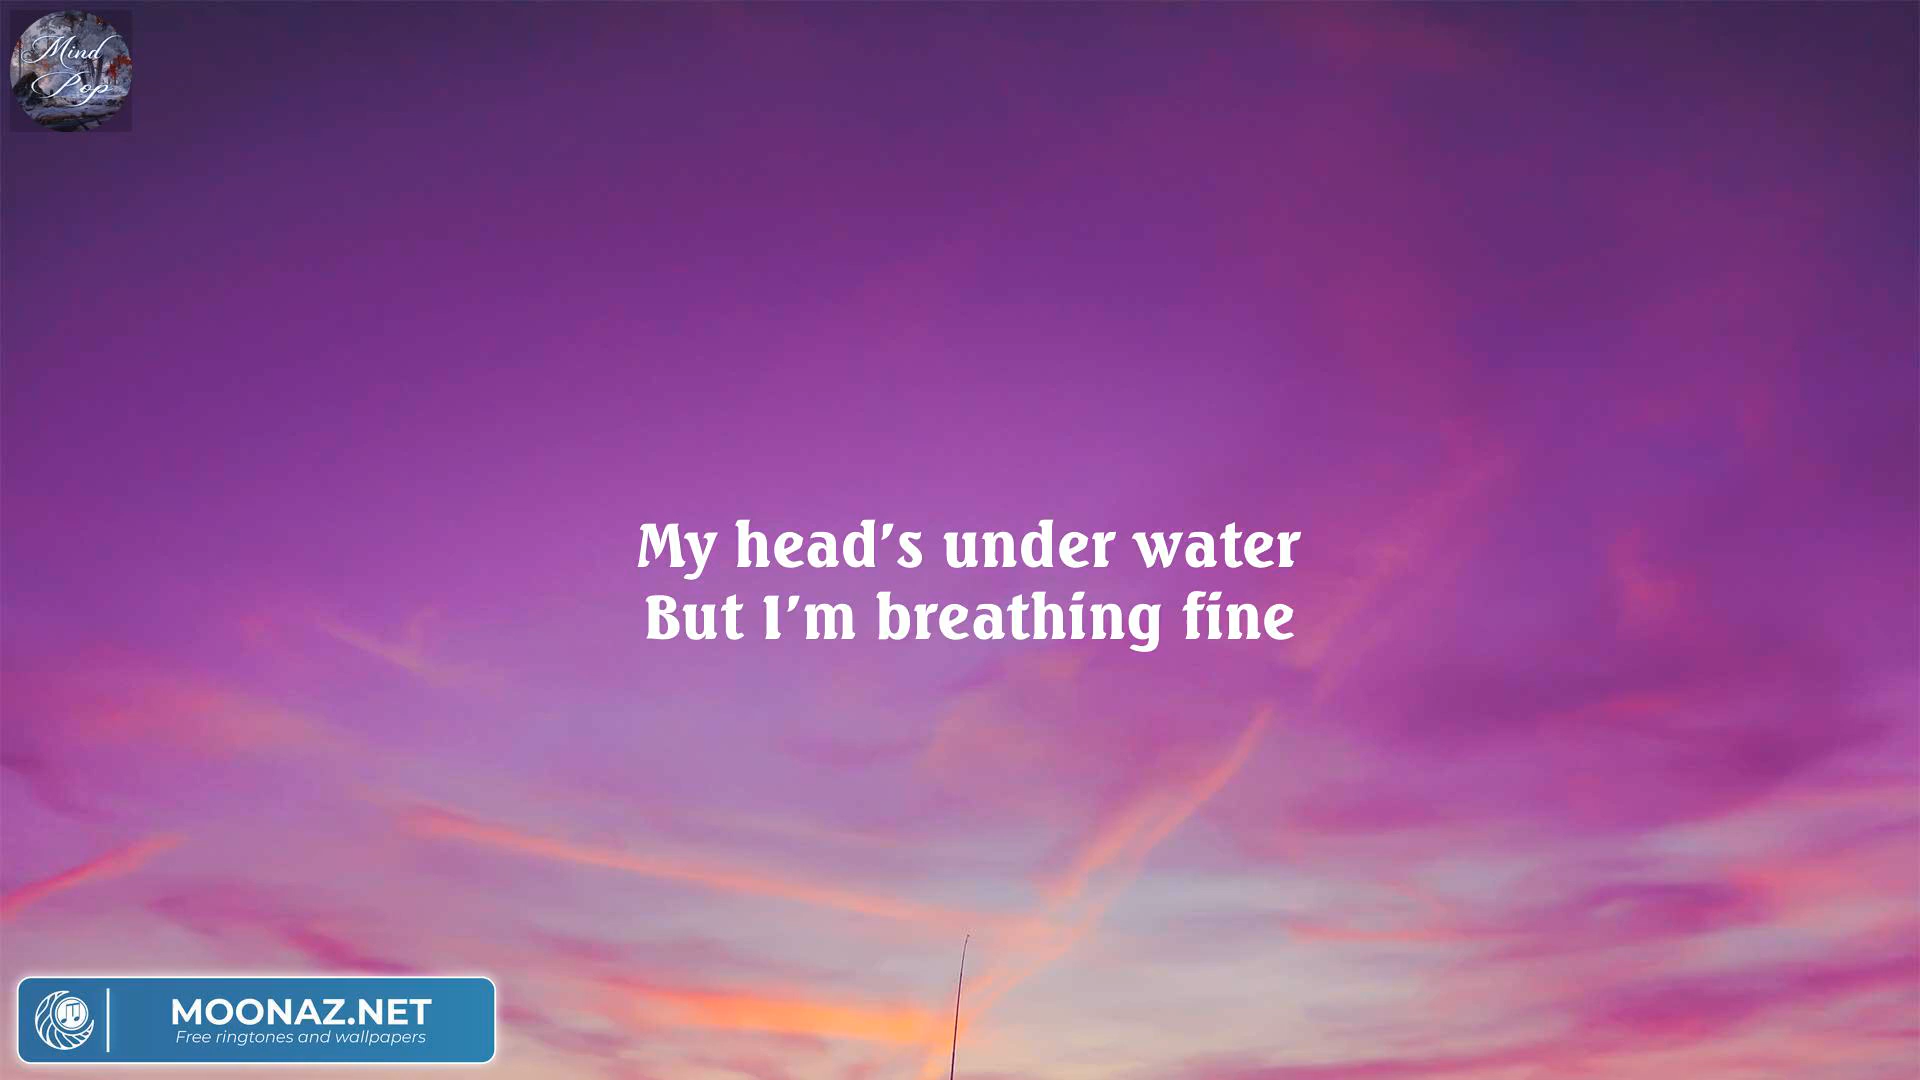 Mind
Pop
My head's under water
But I'm breathing fine
MOONAZ.NET
Free ringtones and wallpapers